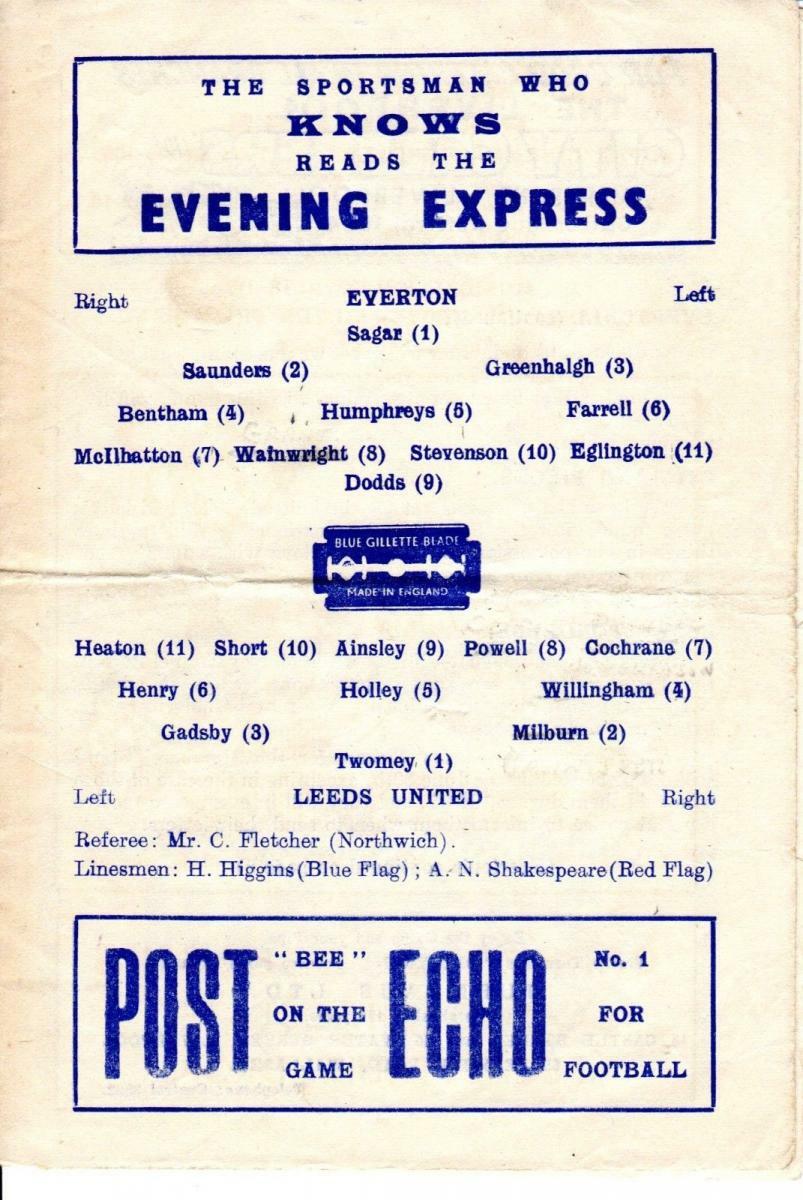 THE SPORTSMAN WHO
KNOWS
READS THE
EVENING EXPRESS
Right EVERTON Left
Sagar (1)
Saunders (2) Greenhalgh (3)
Bentham (4) Humphreys (5) Farrell (6)
McIlhatton (7) Wainwright (8) Stevenson (10) Eglington (11)
Dodds (9)
BLUE GILLETTE BLADE
MADE IN ENGLAND
Heaton (11) Short (10) Ainsley (9) Powell (8) Cochrane (7)
Henry (6) Holley (5) Willingham (4)
Gadsby (3) Milburn (2)
Twomey (1)
Left LEEDS UNITED Right
Referee: Mr. C. Fletcher (Northwich).
Linesmen: H. Higgins (Blue Flag) ; A. N. Shakespeare (Red Flag)
POST "BEE" ECHO No. 1
ON THE FOR
GAME FOOTBALL